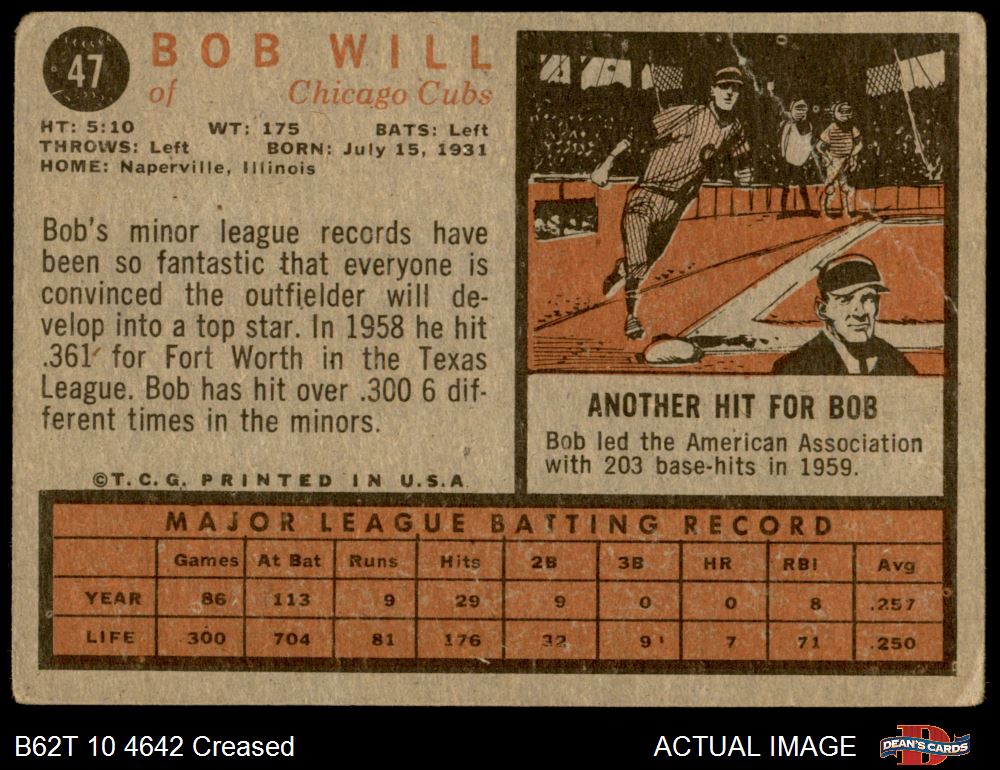 47
BOB WILL
of Chicago Cubs
HT: 5:10 WT: 175 BATS: Left
THROWS: Left BORN: July 15, 1931
HOME: Naperville, Illinois
Bob's minor league records have
been so fantastic that everyone is
convinced the outfielder will de-
velop into a top star. In 1958 he hit
.361 for Fort Worth in the Texas
League. Bob has hit over .300 6 dif-
ferent times in the minors.
©T.C.G. PRINTED IN U.S.A.
ANOTHER HIT FOR BOB
Bob led the American Association
with 203 base-hits in 1959.
MAJOR LEAGUE BATTING RECORD
Games At Bat Runs Hits 2B 3B HR RBI Avg
YEAR 86 113 9 29 9 0 0 8 .257
LIFE 300 704 81 176 32 9 7 71 .250
B62T 10 4642 Creased
ACTUAL IMAGE
D
DEAN'S CARDS